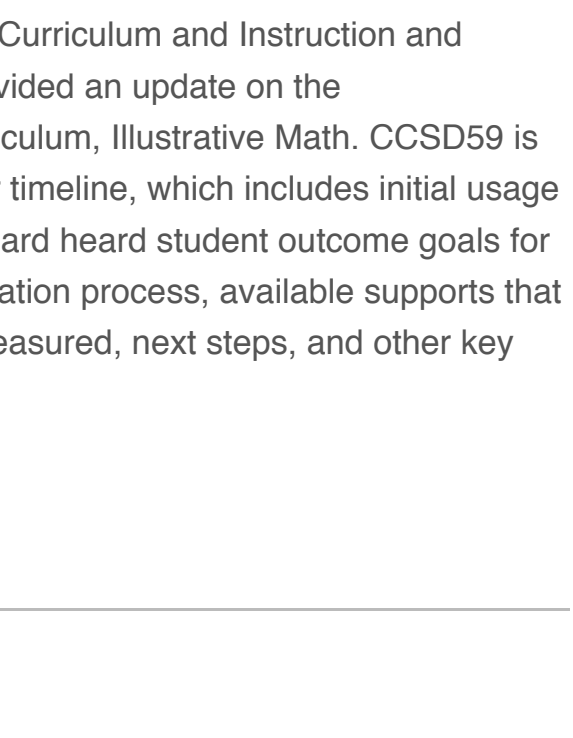 Curriculum and Instruction and
vided an update on the
culum, Illustrative Math. CCSD59 is
timeline, which includes initial usage
ard heard student outcome goals for
ation process, available supports that
easured, next steps, and other key